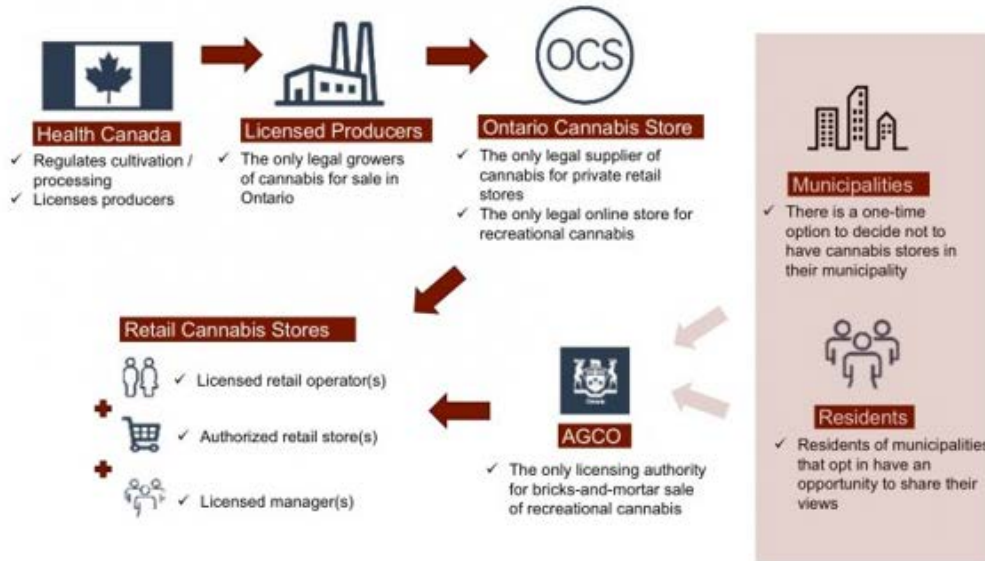 OCS
Health Canada
✓ Regulates cultivation /
processing
✓ Licenses producers
Licensed Producers
✓ The only legal growers
of cannabis for sale in
Ontario
Ontario Cannabis Store
✓ The only legal supplier of
cannabis for private retail
stores
✓ The only legal online store for
recreational cannabis
Municipalities
✓ There is a one-time
option to decide not to
have cannabis stores in
their municipality
Retail Cannabis Stores
✓ Licensed retail operator(s)
✓ Authorized retail store(s)
✓ Licensed manager(s)
Ontario
AGCO
✓ The only licensing authority
for bricks-and-mortar sale
of recreational cannabis
Residents
✓ Residents of municipalities
that opt in have an
opportunity to share their
views